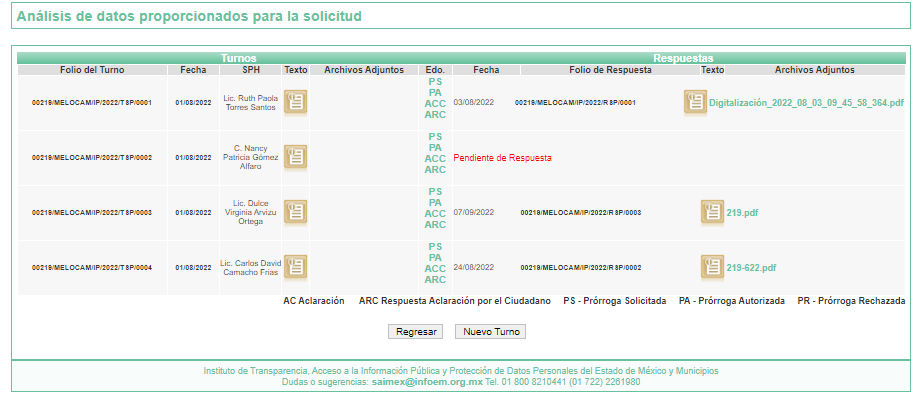 Análisis de datos proporcionados para la solicitud
Turnos Respuestas
Folio del Turno Fecha SPH Texto Archivos Adjuntos Edo. Fecha Folio de Respuesta Texto Archivos Adjuntos
00219/MELOCAM/IP/2022/TSP/0001 01/08/2022 Lic. Ruth Paola Torres Santos PS PA ACC ARC 03/08/2022 00219/MELOCAM/IP/2022/RSP/0001 Digitalización_2022_08_03_09_45_58_364.pdf
00219/MELOCAM/IP/2022/TSP/0002 01/08/2022 C. Nancy Patricia Gómez Alfaro PS PA ACC ARC Pendiente de Respuesta
00219/MELOCAM/IP/2022/TSP/0003 01/08/2022 Lic. Dulce Virginia Arvizu Ortega PS PA ACC ARC 07/09/2022 00219/MELOCAM/IP/2022/RSP/0003 219.pdf
00219/MELOCAM/IP/2022/TSP/0004 01/08/2022 Lic. Carlos David Camacho Frias PS PA ACC ARC 24/08/2022 00219/MELOCAM/IP/2022/RSP/0002 219-622.pdf
AC Aclaración ARC Respuesta Aclaración por el Ciudadano PS - Prórroga Solicitada PA - Prórroga Autorizada PR - Prórroga Rechazada
Regresar Nuevo Turno
Instituto de Transparencia, Acceso a la Información Pública y Protección de Datos Personales del Estado de México y Municipios
Dudas o sugerencias: saimex@infoem.org.mx Tel. 01 800 8210441 (01 722) 2261980